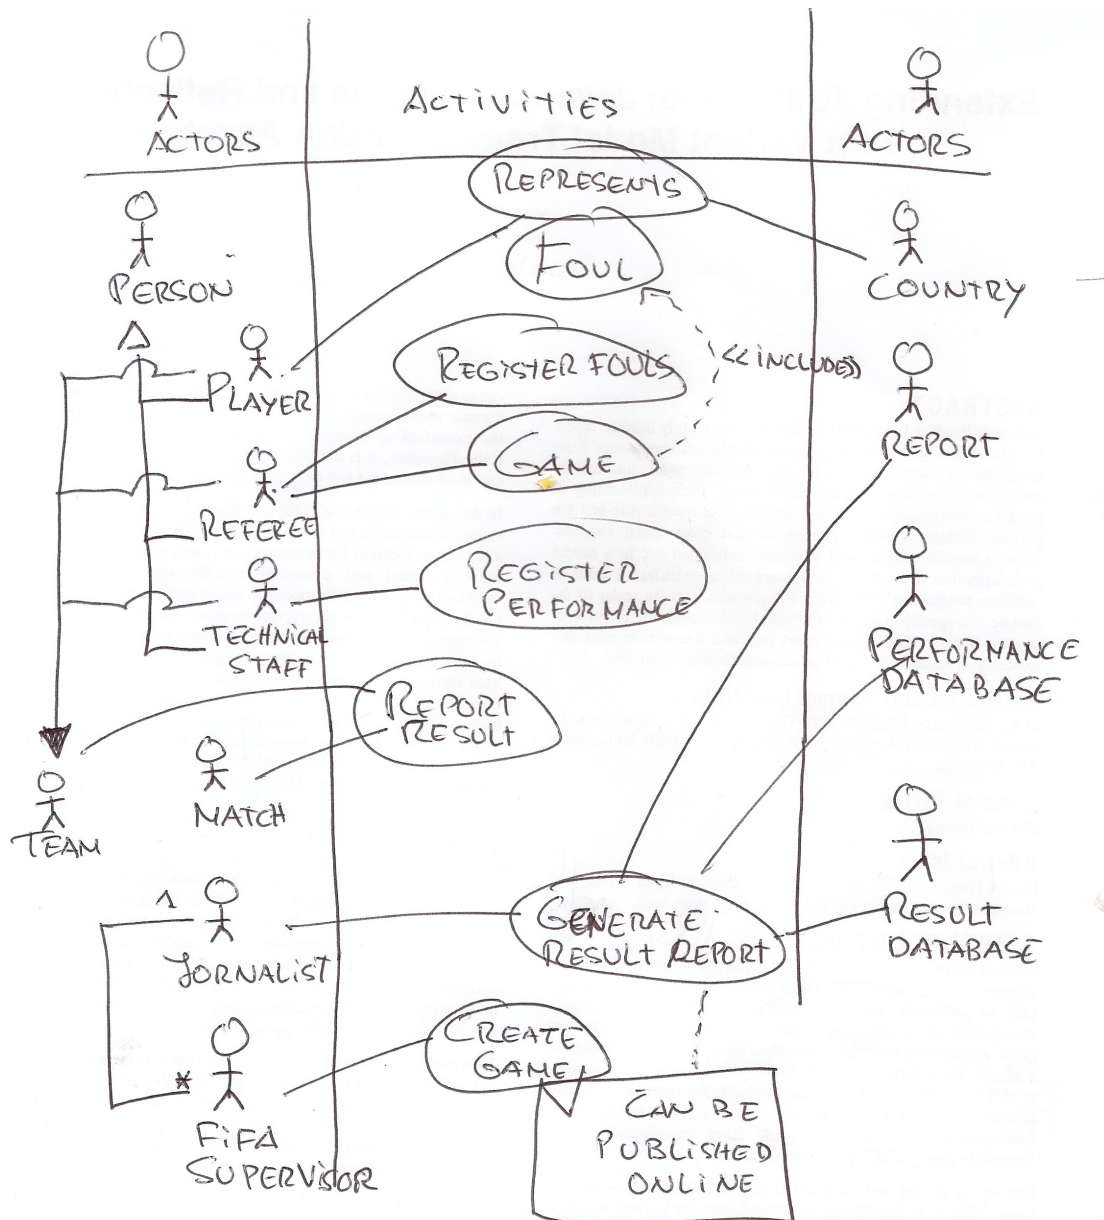 ACTORS
ACTIVITIES
ACTORS
REPRESENTS
PERSON
FOUL
COUNTRY
PLAYER
REGISTER FOULS
<<INCLUDE>>
REPORT
REFEREE
GAME
TECHNICAL
STAFF
REGISTER
PERFORMANCE
PERFORMANCE
DATABASE
REPORT
RESULT
MATCH
TEAM
1
JORNALIST
GENERATE
RESULT REPORT
RESULT
DATABASE
*
FIFA
SUPERVISOR
CREATE
GAME
CAN BE
PUBLISHED
ONLINE